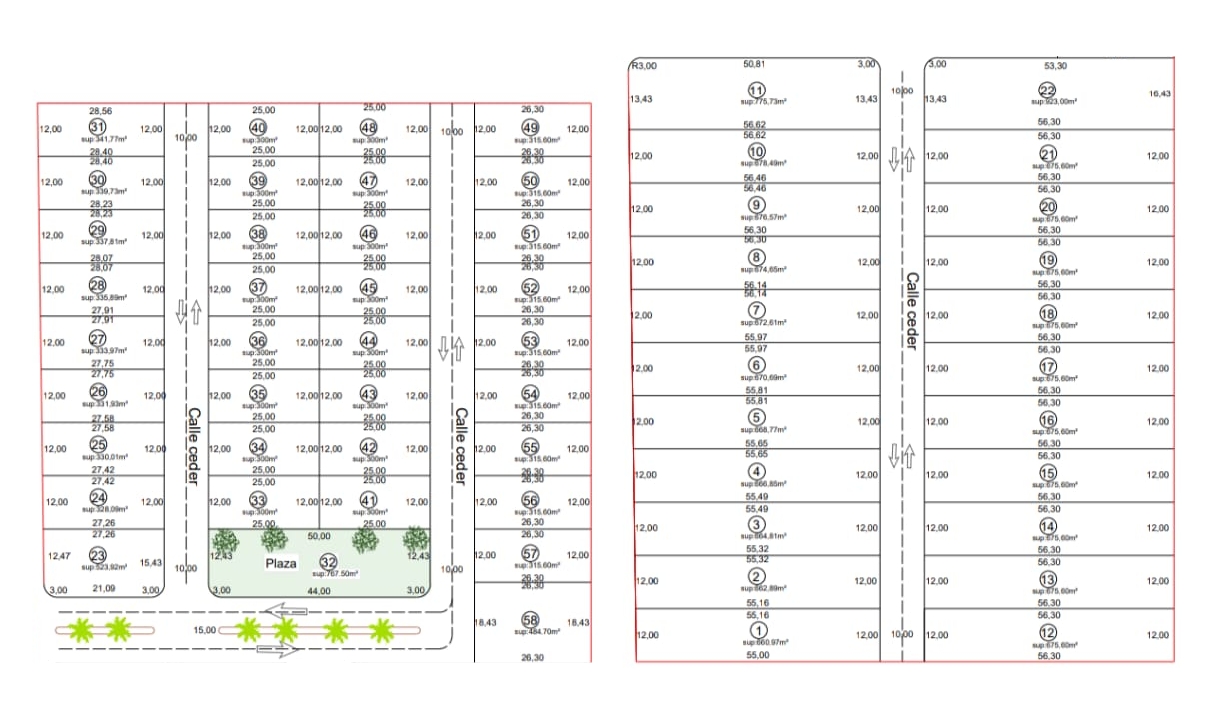 28,56
12,00 31 12,00
sup:341,77m²
28,40
28,40
12,00 30 12,00
sup:339,73m²
28,23
28,23
12,00 29 12,00
sup:337,81m²
28,07
28,07
12,00 28 12,00
sup:335,89m²
27,91
27,91
12,00 27 12,00
sup:333,97m²
27,75
27,75
12,00 26 12,00
sup:331,93m²
27,58
27,58
12,00 25 12,00
sup:330,01m²
27,42
27,42
12,00 24 12,00
sup:328,09m²
27,26
27,26
12,47 23 15,43
sup:323,92m²
3,00 21,09 3,00
10,00
Calle ceder
10,00
25,00
12,00 40 12,00
sup:300m²
25,00
25,00
12,00 39 12,00
sup:300m²
25,00
25,00
12,00 38 12,00
sup:300m²
25,00
25,00
12,00 37 12,00
sup:300m²
25,00
25,00
12,00 36 12,00
sup:300m²
25,00
25,00
12,00 35 12,00
sup:300m²
25,00
25,00
12,00 34 12,00
sup:300m²
25,00
25,00
12,00 33 12,00
sup:300m²
25,00
25,00
12,00 48 12,00
sup:300m²
25,00
25,00
12,00 47 12,00
sup:300m²
25,00
25,00
12,00 46 12,00
sup:300m²
25,00
25,00
12,00 45 12,00
sup:300m²
25,00
25,00
12,00 44 12,00
sup:300m²
25,00
25,00
12,00 43 12,00
sup:300m²
25,00
25,00
12,00 42 12,00
sup:300m²
25,00
25,00
12,00 41 12,00
sup:300m²
25,00
50,00
12,43 Plaza 32 12,43
sup:767.50m²
3,00 44,00 3,00
15,00
10,00
Calle ceder
10,00
26,30
12,00 49 12,00
sup:315.60m²
26,30
26,30
12,00 50 12,00
sup:315.60m²
26,30
26,30
12,00 51 12,00
sup:315.60m²
26,30
26,30
12,00 52 12,00
sup:315.60m²
26,30
26,30
12,00 53 12,00
sup:315.60m²
26,30
26,30
12,00 54 12,00
sup:315.60m²
26,30
26,30
12,00 55 12,00
sup:315.60m²
26,30
26,30
12,00 56 12,00
sup:315.60m²
26,30
26,30
12,00 57 12,00
sup:315.60m²
26,30
26,30
18,43 58 18,43
sup:484.70m²
26,30
R3,00 50,81 3,00
13,43 11 13,43
sup:775,73m²
56,62
56,62
12,00 10 12,00
sup:678,49m²
56,46
56,46
12,00 9 12,00
sup:676,57m²
56,30
56,30
12,00 8 12,00
sup:674,65m²
56,14
56,14
12,00 7 12,00
sup:672,61m²
55,97
55,97
12,00 6 12,00
sup:670,69m²
55,81
55,81
12,00 5 12,00
sup:668,77m²
55,65
55,65
12,00 4 12,00
sup:666,85m²
55,49
55,49
12,00 3 12,00
sup:664,81m²
55,32
55,32
12,00 2 12,00
sup:662,89m²
55,16
55,16
12,00 1 12,00
sup:660,97m²
55,00
10,00
Calle ceder
10,00
3,00 53,30
13,43 22 16,43
sup:923,00m²
56,30
56,30
12,00 21 12,00
sup:675,60m²
56,30
56,30
12,00 20 12,00
sup:675,60m²
56,30
56,30
12,00 19 12,00
sup:675,60m²
56,30
56,30
12,00 18 12,00
sup:675,60m²
56,30
56,30
12,00 17 12,00
sup:675,60m²
56,30
56,30
12,00 16 12,00
sup:675,60m²
56,30
56,30
12,00 15 12,00
sup:675,60m²
56,30
56,30
12,00 14 12,00
sup:675,60m²
56,30
56,30
12,00 13 12,00
sup:675,60m²
56,30
56,30
12,00 12 12,00
sup:675,60m²
56,30